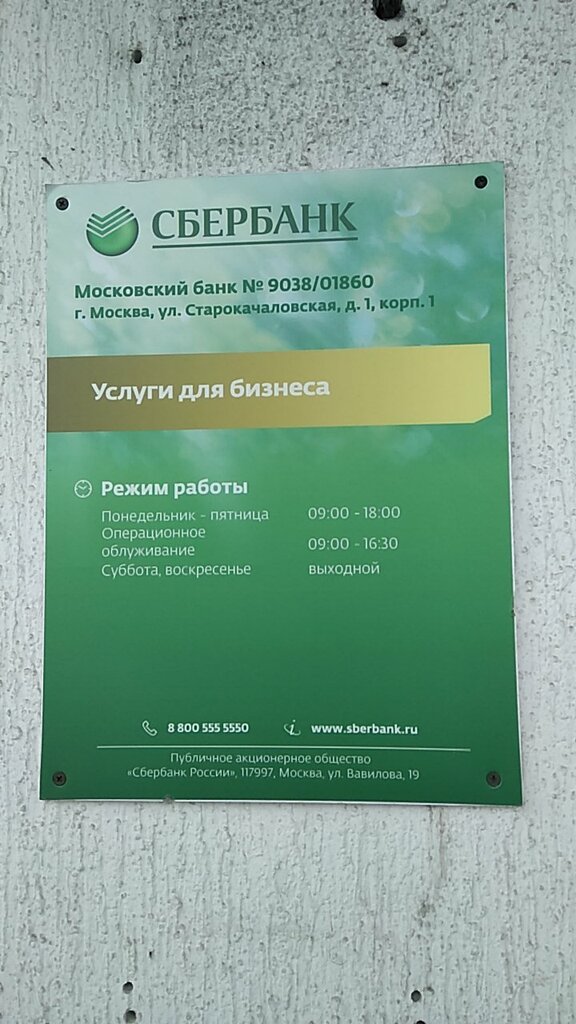 СБЕРБАНК
Московский банк № 9038/01860
г. Москва, ул. Старокачаловская, д. 1, корп. 1
Услуги для бизнеса
Режим работы
Понедельник - пятница 09:00 - 18:00
Операционное
облуживание 09:00 - 16:30
Суббота, воскресенье выходной
8 800 555 5550 www.sberbank.ru
Публичное акционерное общество
«Сбербанк России», 117997, Москва, ул. Вавилова, 19